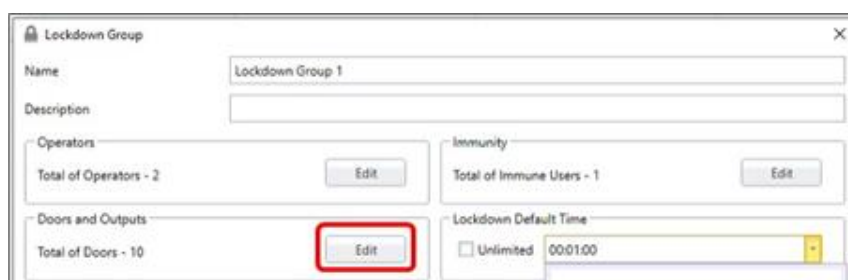 Lockdown Group
Name Lockdown Group 1
Description
Operators Immunity
Total of Operators - 2 Edit Total of Immune Users - 1 Edit
Doors and Outputs Lockdown Default Time
Total of Doors - 10 Edit Unlimited 00:01:00